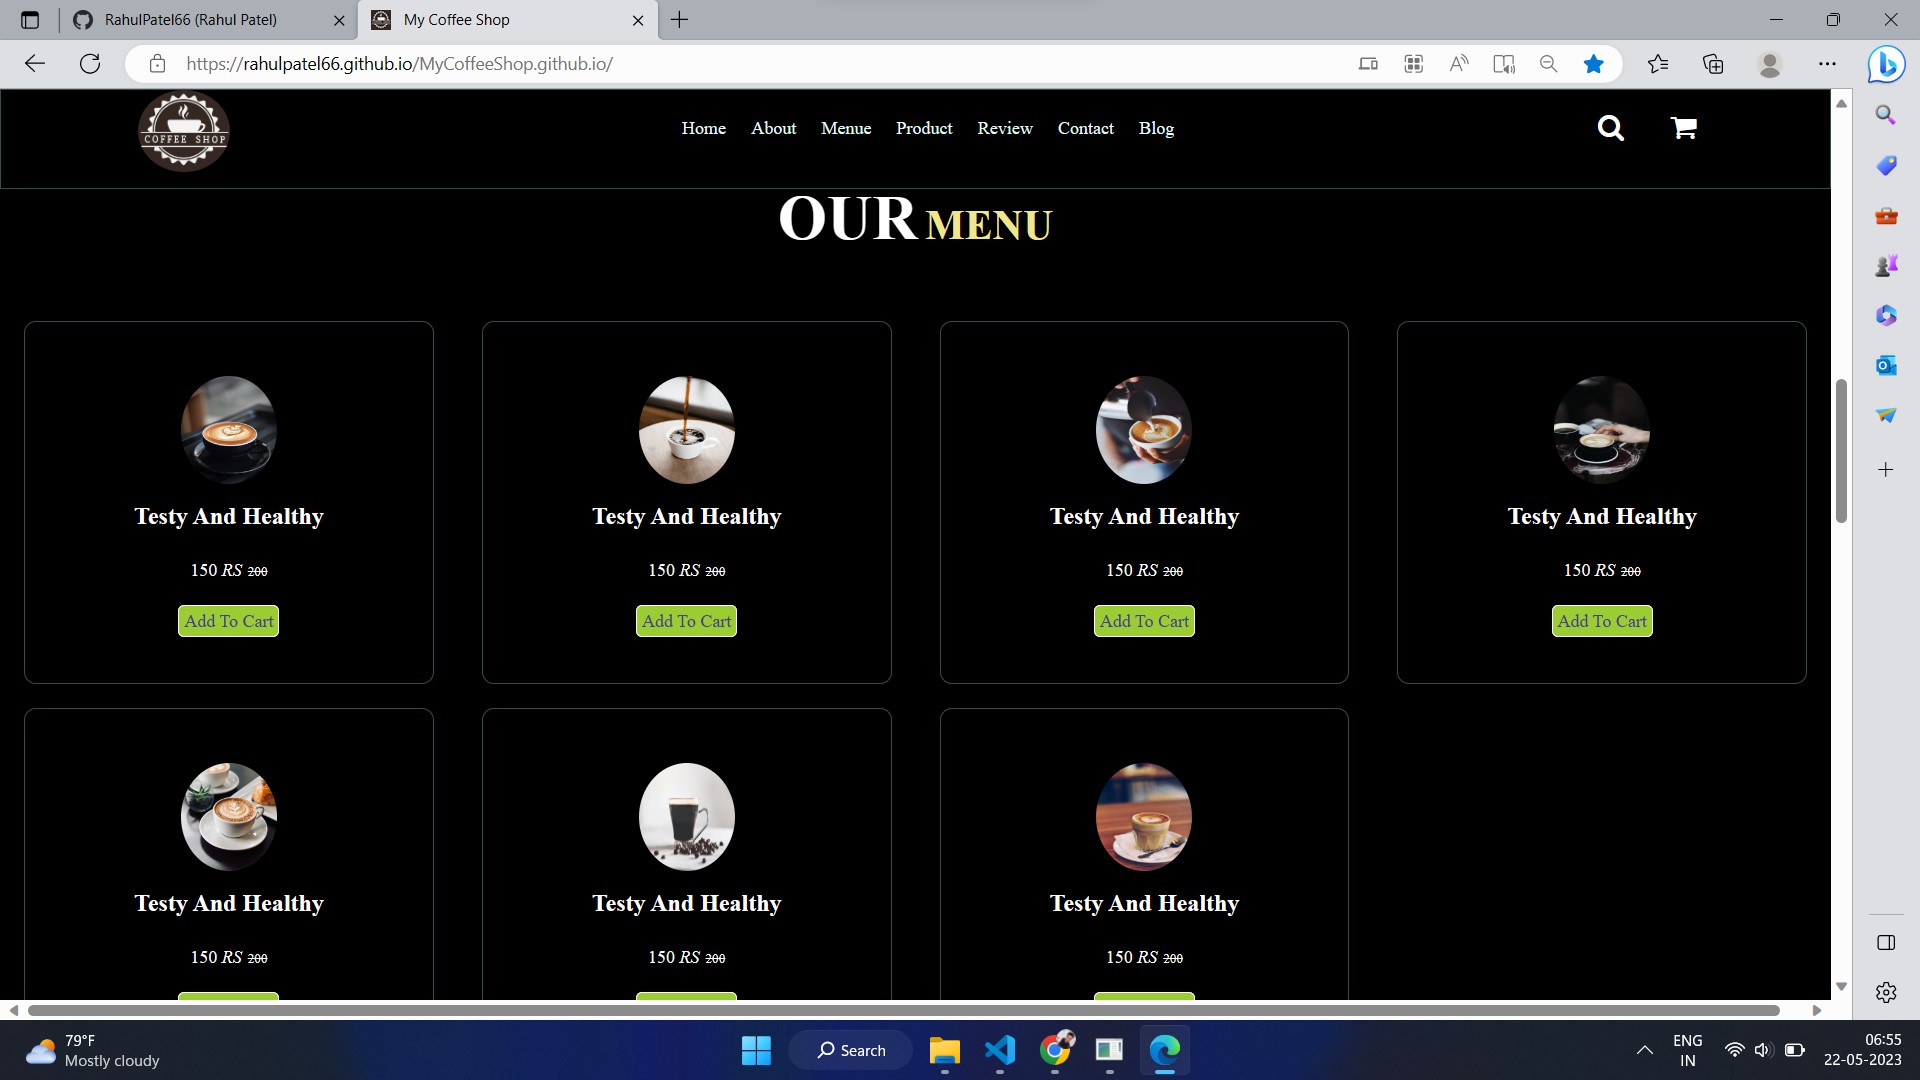 RahulPatel66 (Rahul Patel)
My Coffee Shop
https://rahulpatel66.github.io/MyCoffeeShop.github.io/
COFFEE SHOP
Home About Menue Product Review Contact Blog
OUR MENU
Testy And Healthy Testy And Healthy Testy And Healthy Testy And Healthy
150 RS 200 150 RS 200 150 RS 200 150 RS 200
Add To Cart Add To Cart Add To Cart Add To Cart
Testy And Healthy Testy And Healthy Testy And Healthy
150 RS 200 150 RS 200 150 RS 200
79°F
Mostly cloudy
Search
ENG
IN
06:55
22-05-2023